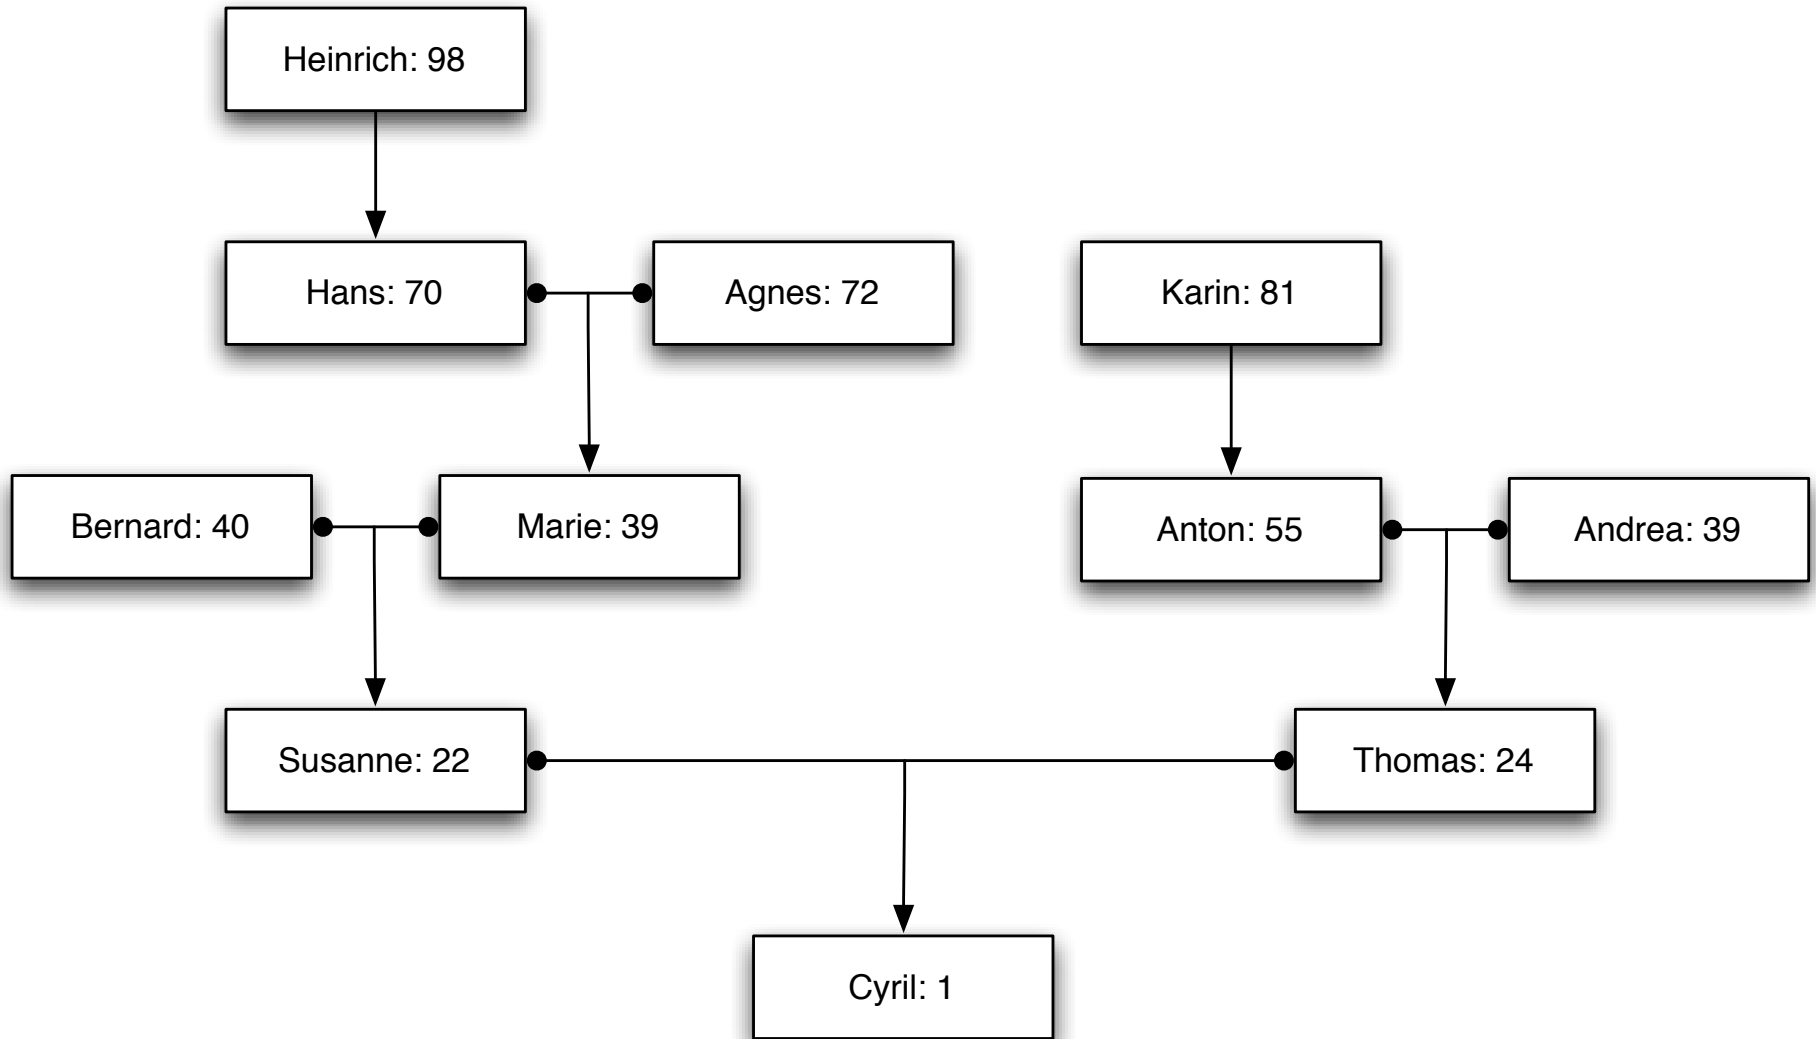 Heinrich: 98
Hans: 70
Agnes: 72
Karin: 81
Bernard: 40
Marie: 39
Anton: 55
Andrea: 39
Susanne: 22
Thomas: 24
Cyril: 1